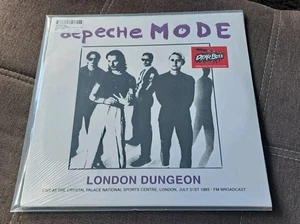 depeche MODE
LONDON DUNGEON
LIVE AT THE CRYSTAL PALACE NATIONAL SPORTS CENTRE, LONDON, JULY 31ST 1993 - FM BROADCAST